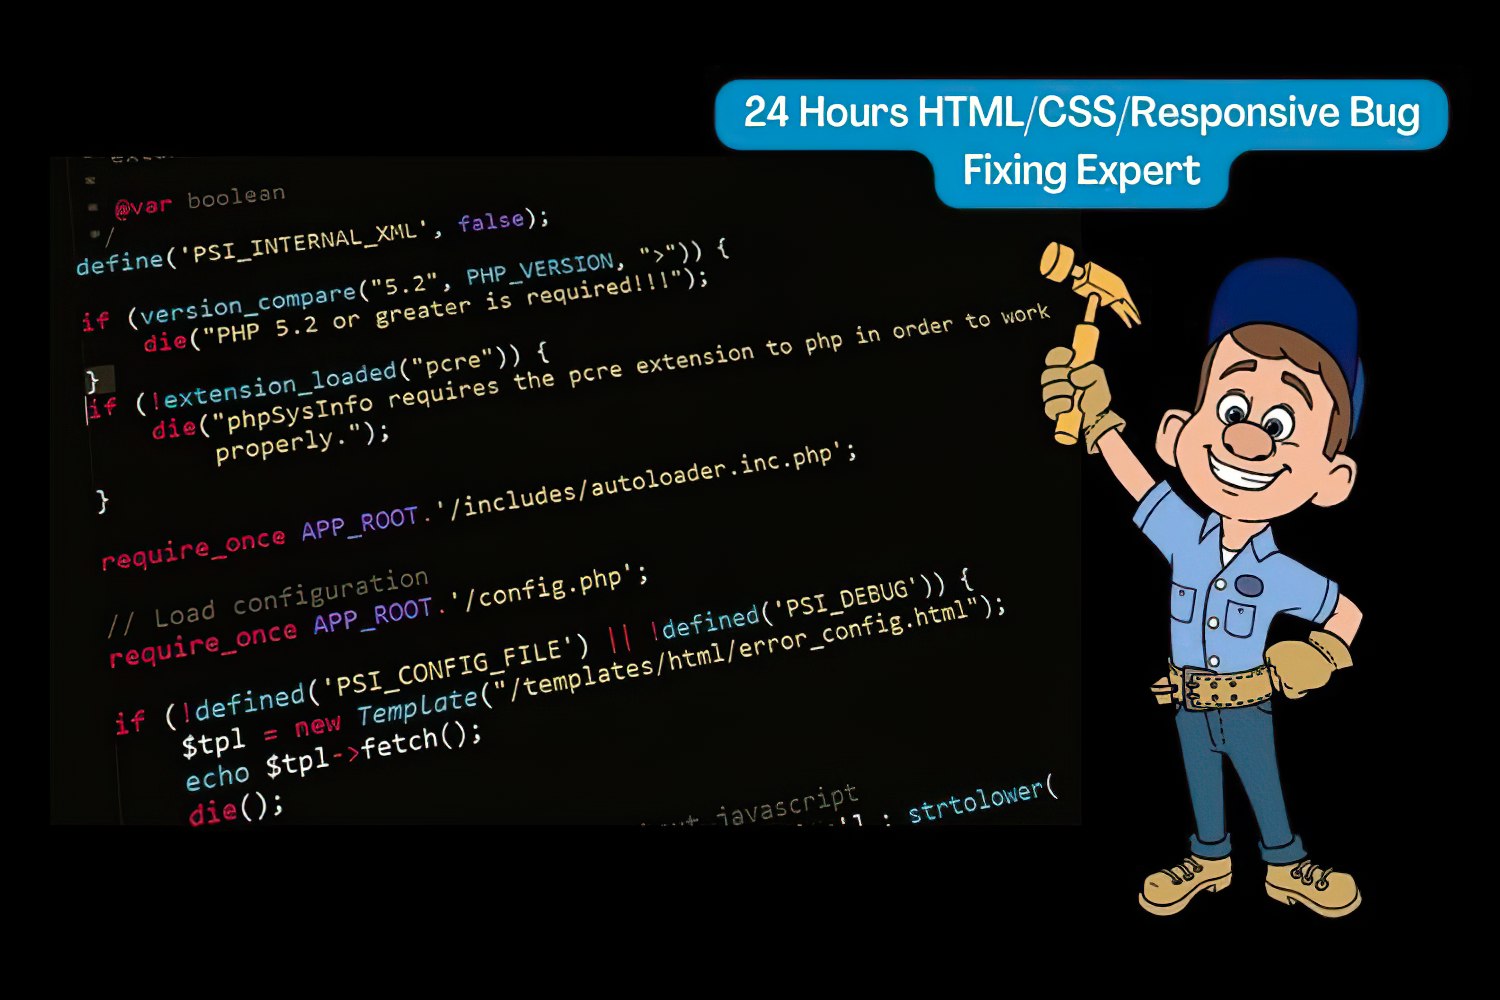 24 Hours HTML/CSS/Responsive Bug
Fixing Expert
*
* @var boolean
*/
define('PSI_INTERNAL_XML', false);
if (version_compare("5.2", PHP_VERSION, ">")) {
die("PHP 5.2 or greater is required!!!");
}
if (!extension_loaded("pcre")) {
die("phpSysInfo requires the pcre extension to php in order to work
properly.");
}
require_once APP_ROOT.'/includes/autoloader.inc.php';
// Load configuration
require_once APP_ROOT.'/config.php';
if (!defined('PSI_CONFIG_FILE') || !defined('PSI_DEBUG')) {
$tpl = new Template("/templates/html/error_config.html");
echo $tpl->fetch();
die();
javascript
: strtolower(